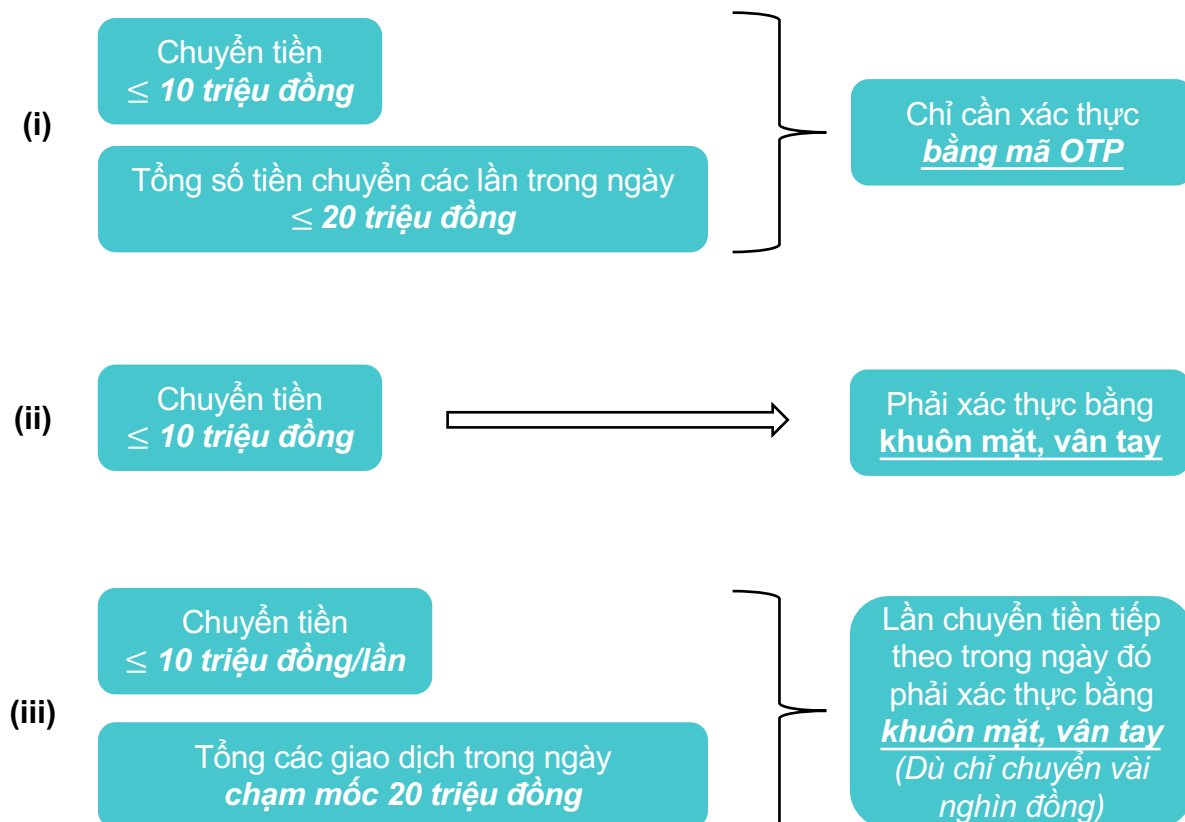 (i)
Chuyển tiền
≤ 10 triệu đồng
Tổng số tiền chuyển các lần trong ngày
≤ 20 triệu đồng
Chỉ cần xác thực
bằng mã OTP
(ii)
Chuyển tiền
≤ 10 triệu đồng
Phải xác thực bằng
khuôn mặt, vân tay
(iii)
Chuyển tiền
≤ 10 triệu đồng/lần
Tổng các giao dịch trong ngày
chạm mốc 20 triệu đồng
Lần chuyển tiền tiếp
theo trong ngày đó
phải xác thực bằng
khuôn mặt, vân tay
(Dù chỉ chuyển vài
nghìn đồng)